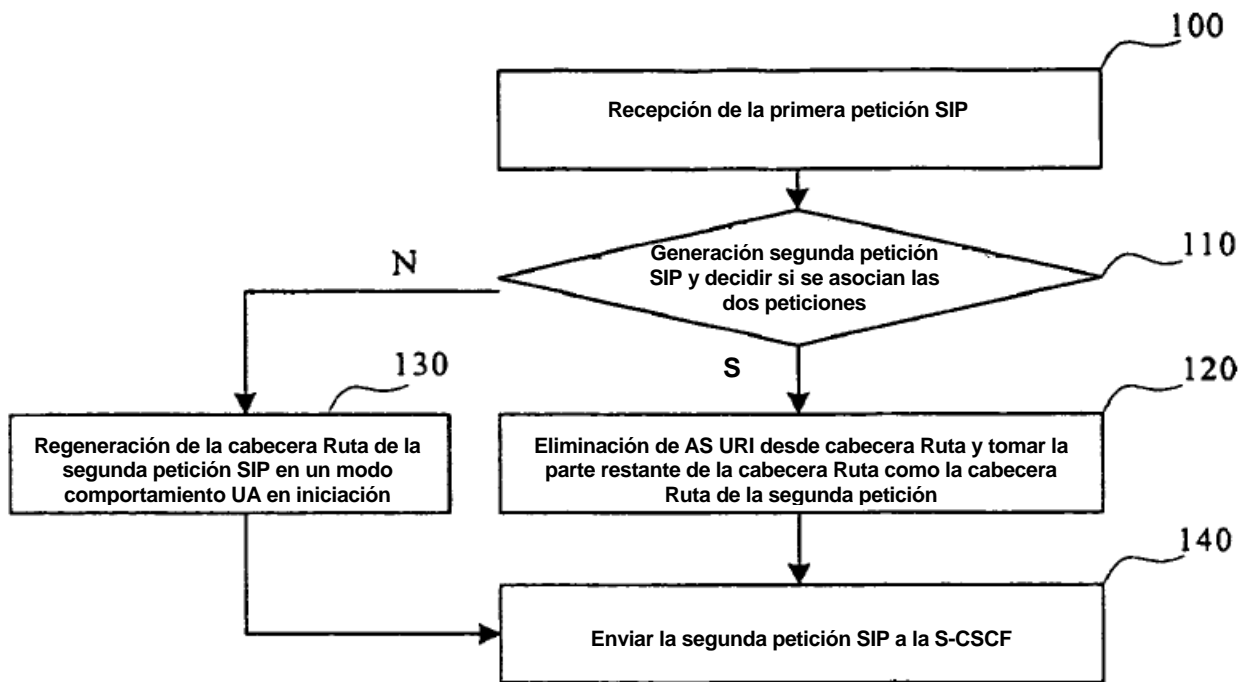 100
Recepción de la primera petición SIP
Generación segunda petición
SIP y decidir si se asocian las
dos peticiones
110
N
S
130
120
Regeneración de la cabecera Ruta de la
segunda petición SIP en un modo
comportamiento UA en iniciación
Eliminación de AS URI desde cabecera Ruta y tomar la
parte restante de la cabecera Ruta como la cabecera
Ruta de la segunda petición
140
Enviar la segunda petición SIP a la S-CSCF